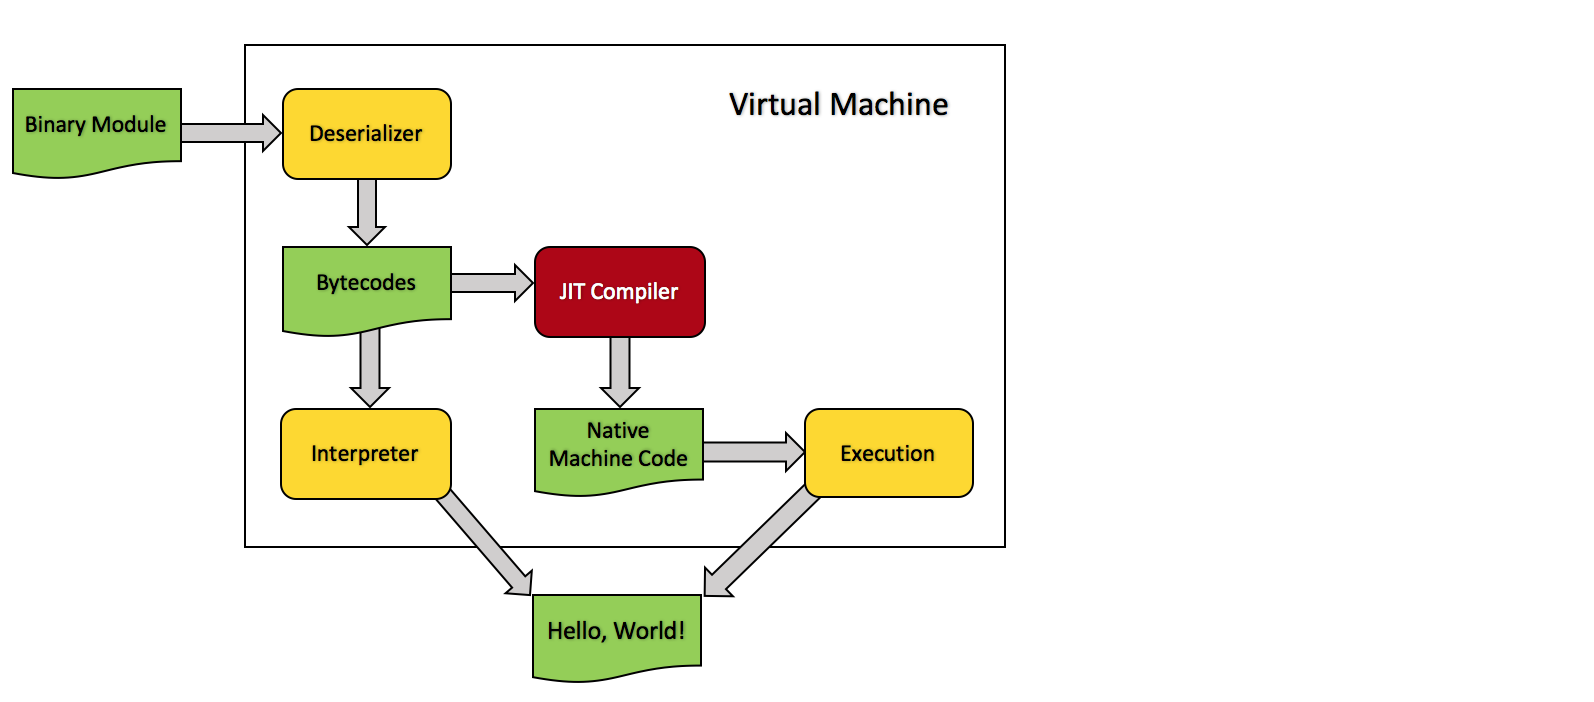 Virtual Machine
Binary Module
Deserializer
Bytecodes
JIT Compiler
Interpreter
Native
Machine Code
Execution
Hello, World!